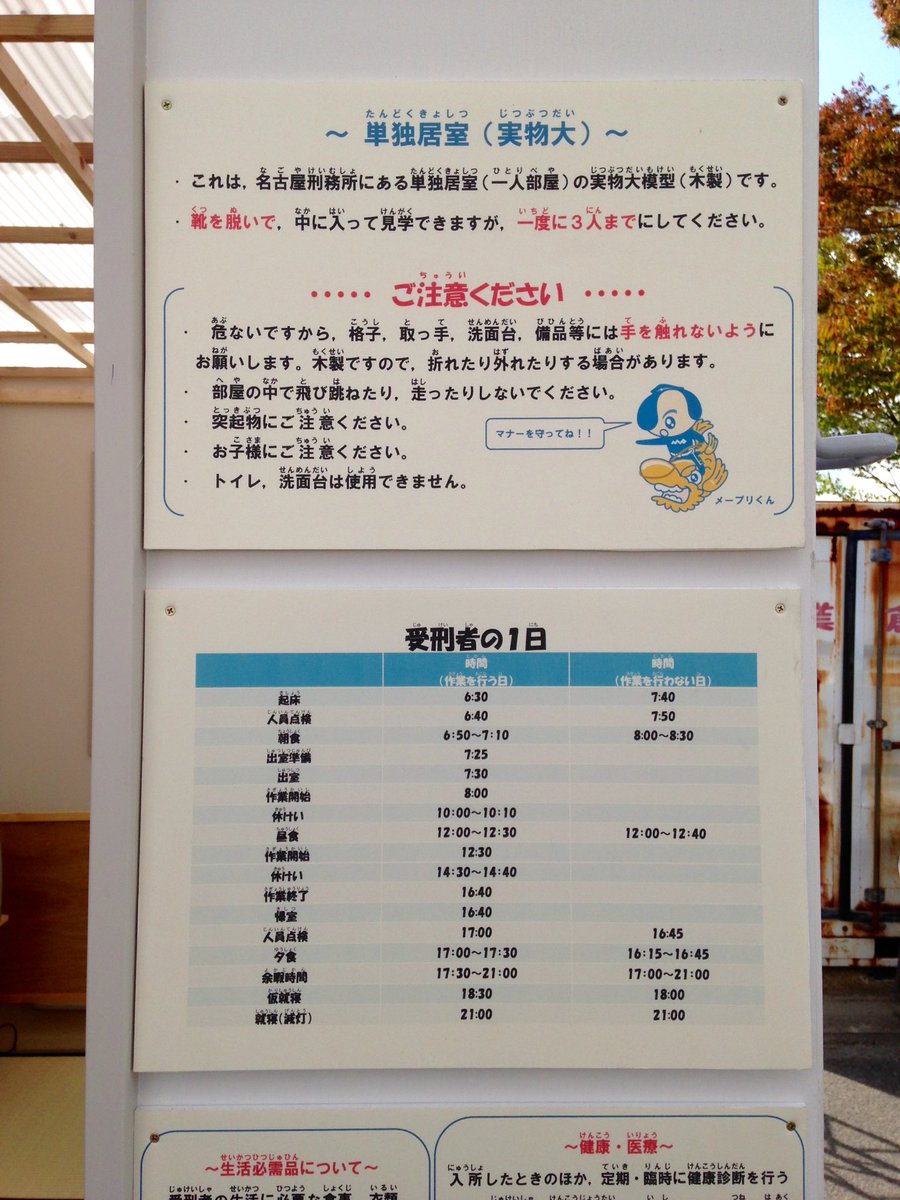 ～ 単独居室（実物大）～
・これは，名古屋刑務所にある単独居室（一人部屋）の実物大模型（木製）です。
・靴を脱いで，中に入って見学できますが，一度に３人までにしてください。
・・・・・ ご注意ください ・・・・・
・危ないですから，格子，取っ手，洗面台，備品等には手を触れないように
お願いします。木製ですので，折れたり外れたりする場合があります。
・部屋の中で飛び跳ねたり，走ったりしないでください。
・突起物にご注意ください。
・お子様にご注意ください。
・トイレ，洗面台は使用できません。
マナーを守ってね！！
メープリくん
受刑者の１日
時間（作業を行う日） 時間（作業を行わない日）
起床 6:30 7:40
人員点検 6:40 7:50
朝食 6:50～7:10 8:00～8:30
出室準備 7:25
出室 7:30
作業開始 8:00
休けい 10:00～10:10
昼食 12:00～12:30 12:00～12:40
作業開始 12:30
休けい 14:30～14:40
作業終了 16:40
帰室 16:40
人員点検 17:00 16:45
夕食 17:00～17:30 16:15～16:45
余暇時間 17:30～21:00 17:00～21:00
仮就寝 18:30 18:00
就寝（減灯） 21:00 21:00
～生活必需品について～
受刑者の生活に必要な食事，衣類
～健康・医療～
入所したときのほか，定期・臨時に健康診断を行う